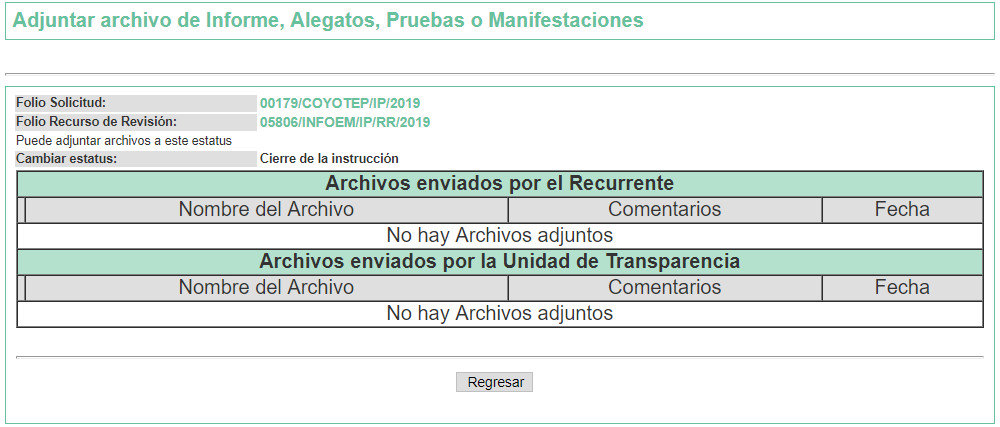 Adjuntar archivo de Informe, Alegatos, Pruebas o Manifestaciones
Folio Solicitud: 00179/COYOTEP/IP/2019
Folio Recurso de Revisión: 05806/INFOEM/IP/RR/2019
Puede adjuntar archivos a este estatus
Cambiar estatus: Cierre de la instrucción
Archivos enviados por el Recurrente
Nombre del Archivo Comentarios Fecha
No hay Archivos adjuntos
Archivos enviados por la Unidad de Transparencia
Nombre del Archivo Comentarios Fecha
No hay Archivos adjuntos
Regresar